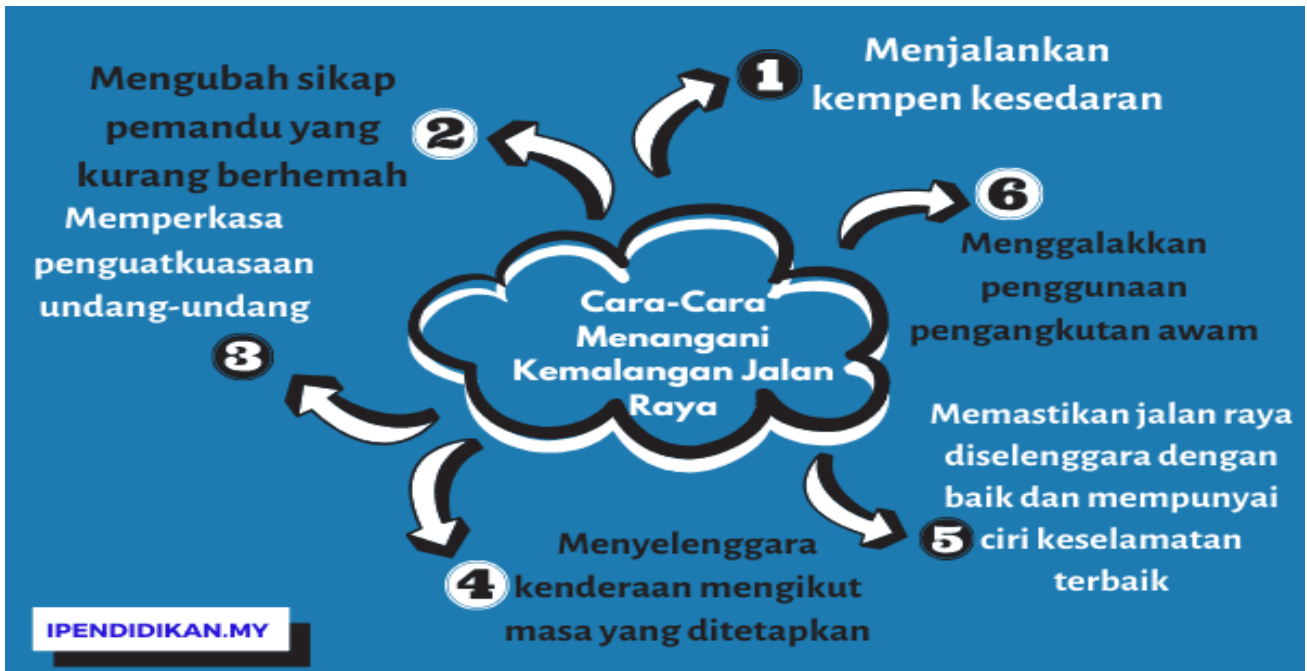 Cara-Cara
Menangani
Kemalangan Jalan
Raya
1
Menjalankan
kempen kesedaran
2
Mengubah sikap
pemandu yang
kurang berhemah
3
Memperkasa
penguatkuasaan
undang-undang
4
Menyelenggara
kenderaan mengikut
masa yang ditetapkan
5
Memastikan jalan raya
diselenggara dengan
baik dan mempunyai
ciri keselamatan
terbaik
6
Menggalakkan
penggunaan
pengangkutan awam
IPENDIDIKAN.MY